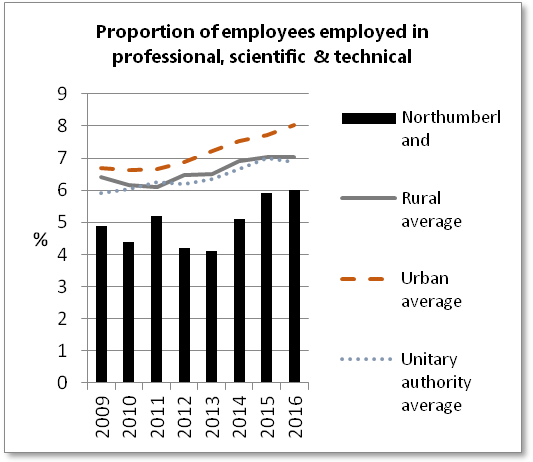 Proportion of employees employed in
professional, scientific & technical
9
8
7
6
5
4
3
2
1
0
%
2009
2010
2011
2012
2013
2014
2015
2016
Northumberl
and
Rural
average
Urban
average
Unitary
authority
average